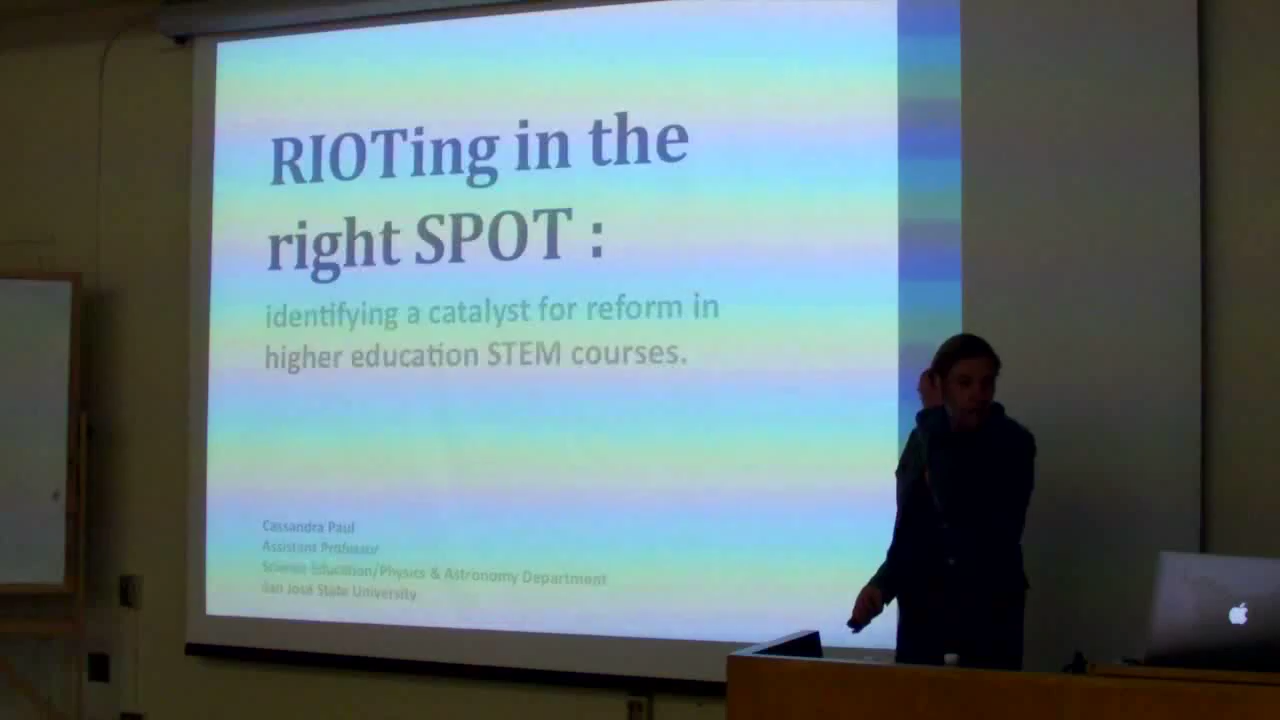 RIOTing in the
right SPOT :
identifying a catalyst for reform in
higher education STEM courses.
Cassandra Paul
Assistant Professor
Science Education/Physics & Astronomy Department
San José State University